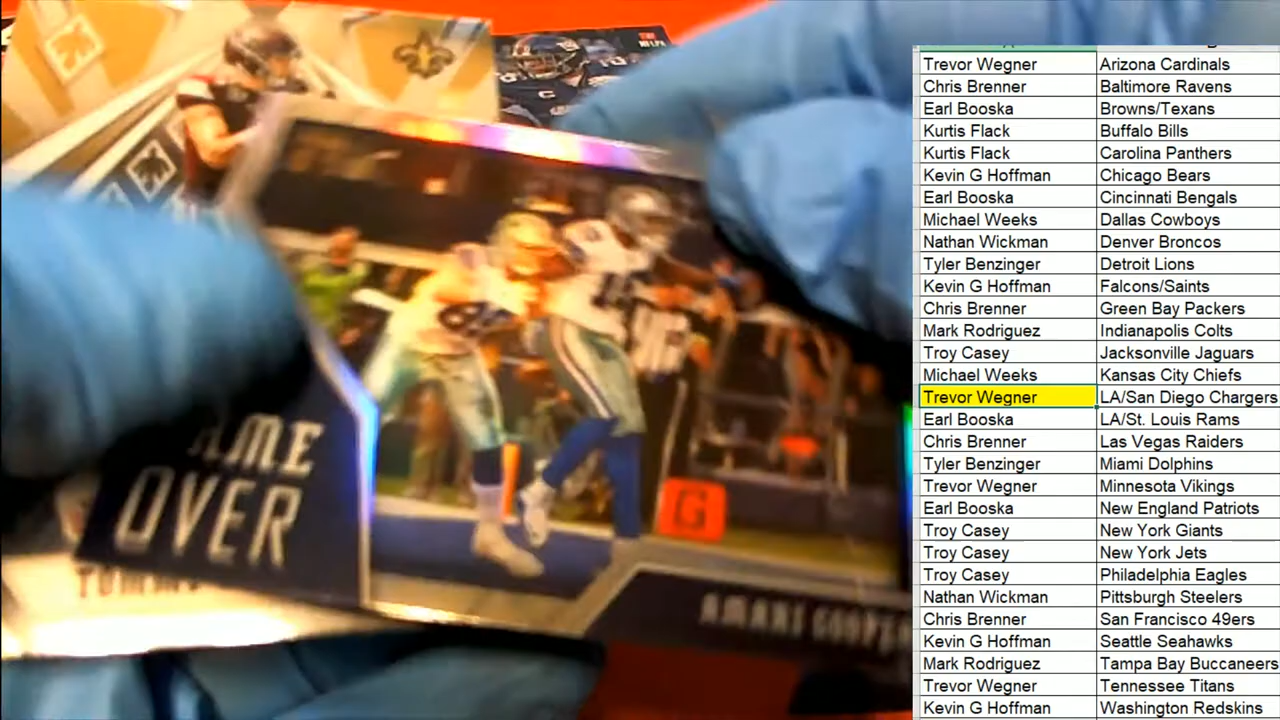 Trevor Wegner Arizona Cardinals
Chris Brenner Baltimore Ravens
Earl Booska Browns/Texans
Kurtis Flack Buffalo Bills
Kurtis Flack Carolina Panthers
Kevin G Hoffman Chicago Bears
Earl Booska Cincinnati Bengals
Michael Weeks Dallas Cowboys
Nathan Wickman Denver Broncos
Tyler Benzinger Detroit Lions
Kevin G Hoffman Falcons/Saints
Chris Brenner Green Bay Packers
Mark Rodriguez Indianapolis Colts
Troy Casey Jacksonville Jaguars
Michael Weeks Kansas City Chiefs
Trevor Wegner LA/San Diego Chargers
Earl Booska LA/St. Louis Rams
Chris Brenner Las Vegas Raiders
Tyler Benzinger Miami Dolphins
Trevor Wegner Minnesota Vikings
Earl Booska New England Patriots
Troy Casey New York Giants
Troy Casey New York Jets
Troy Casey Philadelphia Eagles
Nathan Wickman Pittsburgh Steelers
Chris Brenner San Francisco 49ers
Kevin G Hoffman Seattle Seahawks
Mark Rodriguez Tampa Bay Buccaneers
Trevor Wegner Tennessee Titans
Kevin G Hoffman Washington Redskins
OVER
AMARI COOPER
G